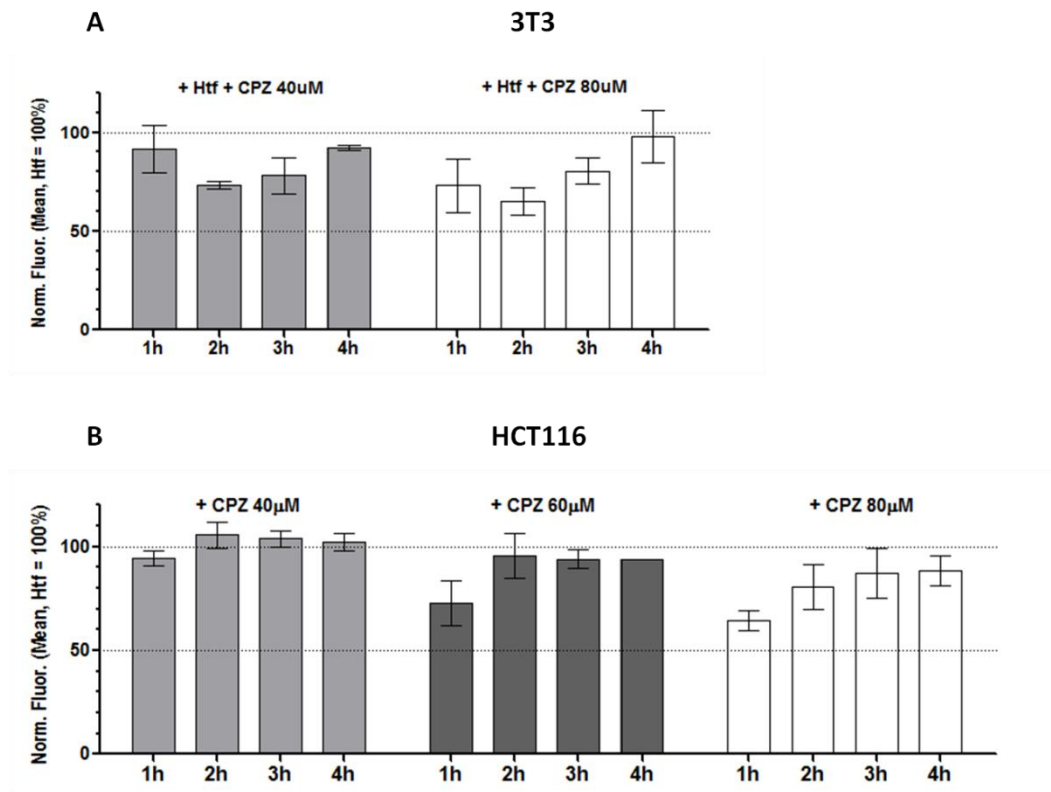 A 3T3
+ Htf + CPZ 40uM + Htf + CPZ 80uM
Norm. Fluor. (Mean, Htf = 100%)
100
50
0
1h 2h 3h 4h 1h 2h 3h 4h
B HCT116
+ CPZ 40μM + CPZ 60μM + CPZ 80μM
Norm. Fluor. (Mean, Htf = 100%)
100
50
0
1h 2h 3h 4h 1h 2h 3h 4h 1h 2h 3h 4h